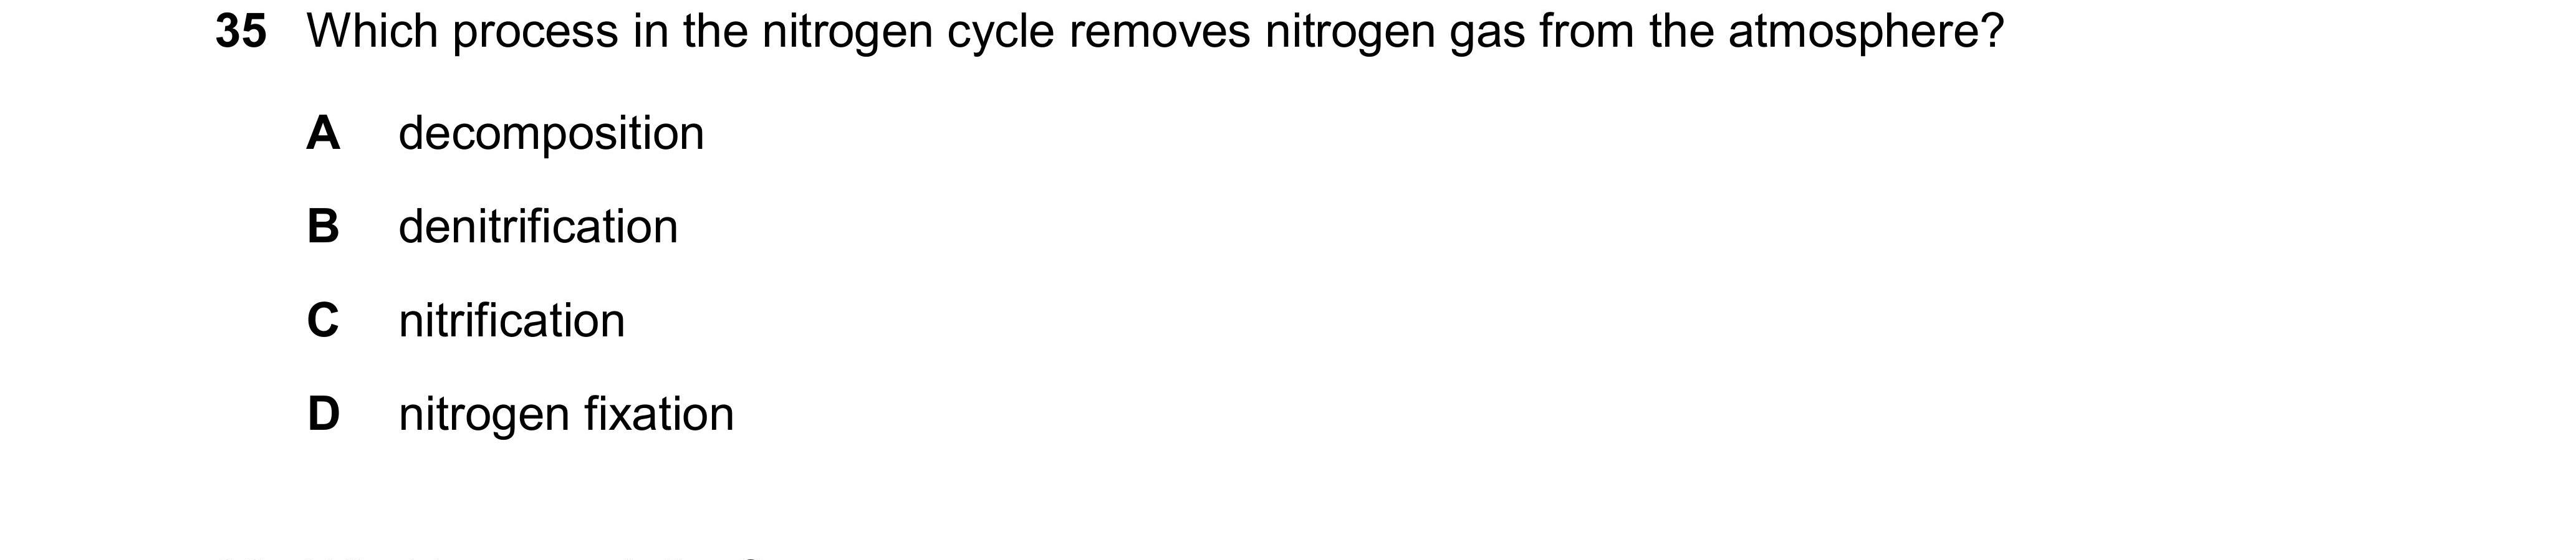 35 Which process in the nitrogen cycle removes nitrogen gas from the atmosphere?
A decomposition
B denitrification
C nitrification
D nitrogen fixation